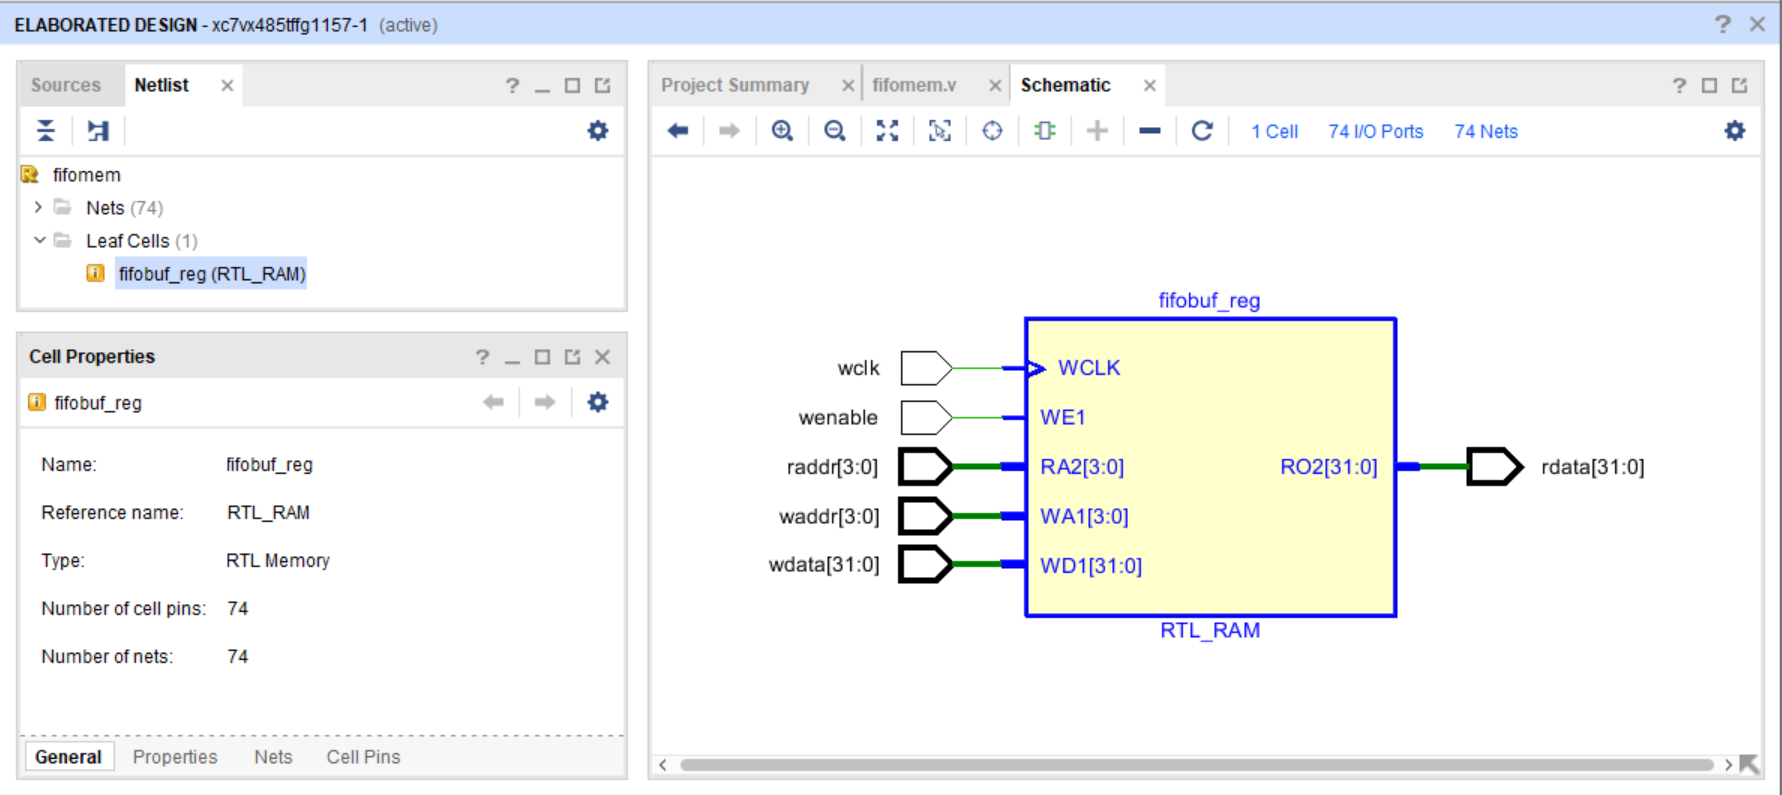 ELABORATED DESIGN - xc7vx485tffg1157-1 (active) ?
Sources Netlist ?
fifomem
Nets (74)
Leaf Cells (1)
fifobuf_reg (RTL_RAM)
Cell Properties ?
fifobuf_reg
Name: fifobuf_reg
Reference name: RTL_RAM
Type: RTL Memory
Number of cell pins: 74
Number of nets: 74
General Properties Nets Cell Pins
Project Summary fifomem.v Schematic ?
1 Cell 74 I/O Ports 74 Nets
fifobuf_reg
wclk WCLK
wenable WE1
raddr[3:0] RA2[3:0] RO2[31:0] rdata[31:0]
waddr[3:0] WA1[3:0]
wdata[31:0] WD1[31:0]
RTL_RAM